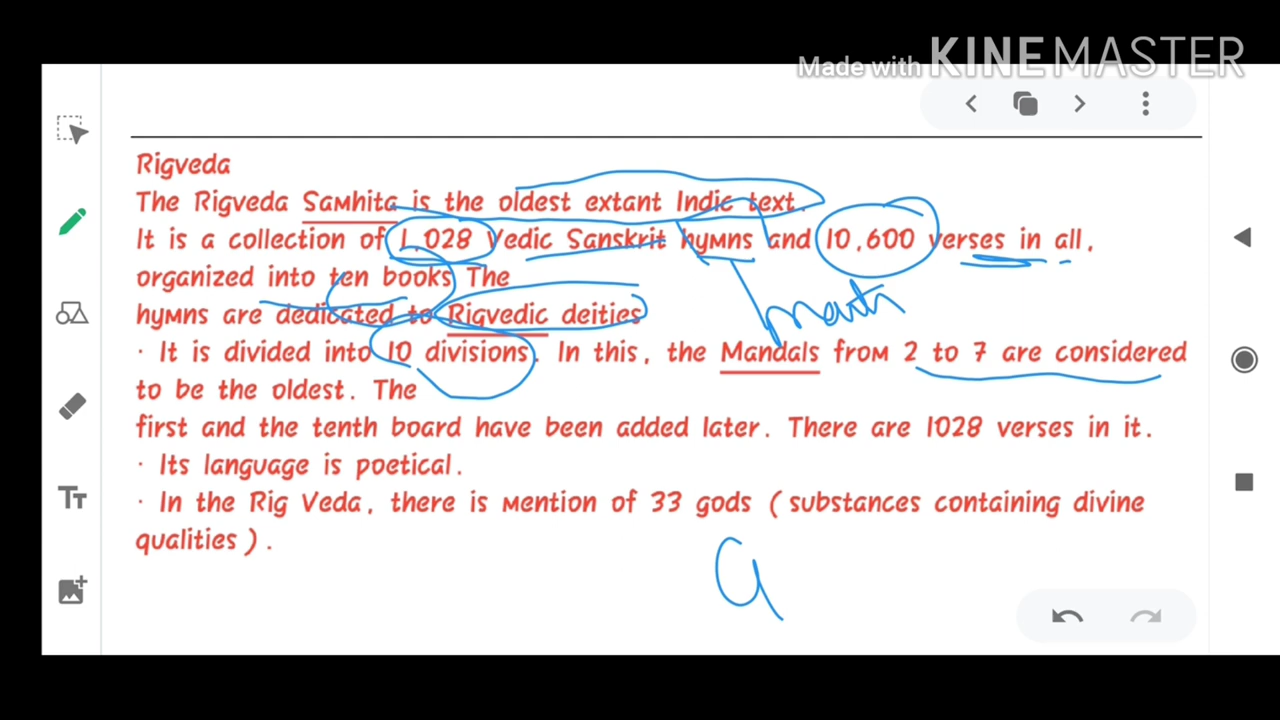 Made with KINEMASTER
Rigveda
The Rigveda Samhita is the oldest extant Indic text.
It is a collection of 1,028 Vedic Sanskrit hymns and 10,600 verses in all,
organized into ten books. The
hymns are dedicated to Rigvedic deities
· It is divided into 10 divisions. In this, the Mandals from 2 to 7 are considered
to be the oldest. The
first and the tenth board have been added later. There are 1028 verses in it.
· Its language is poetical.
· In the Rig Veda, there is mention of 33 gods ( substances containing divine
qualities ).
TT